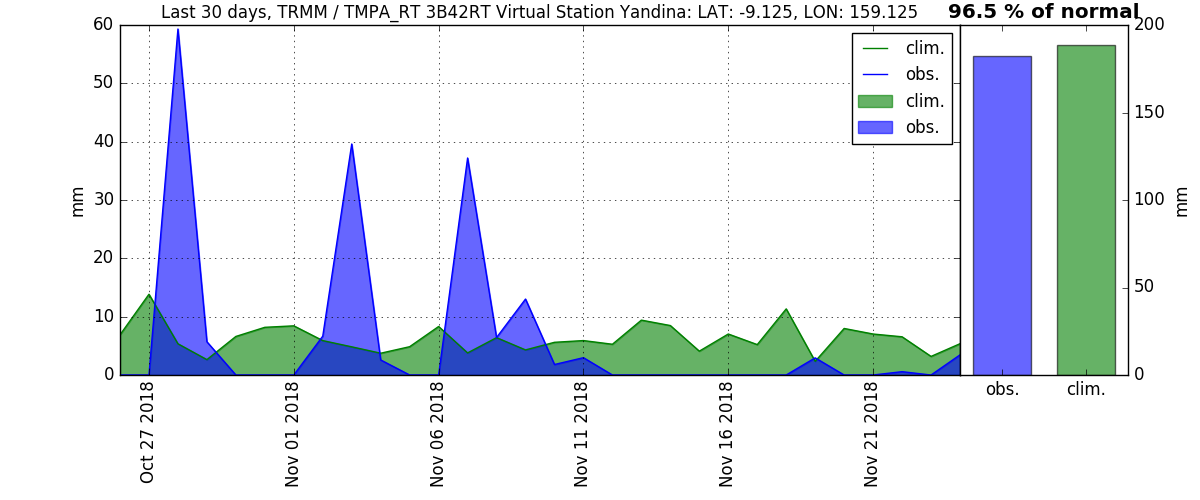 Last 30 days, TRMM / TMPA_RT 3B42RT Virtual Station Yandina: LAT: -9.125, LON: 159.125
96.5 % of normal
60
50
40
30
20
10
0
mm
clim.
obs.
clim.
obs.
200
150
100
50
0
mm
Oct 27 2018
Nov 01 2018
Nov 06 2018
Nov 11 2018
Nov 16 2018
Nov 21 2018
obs.
clim.